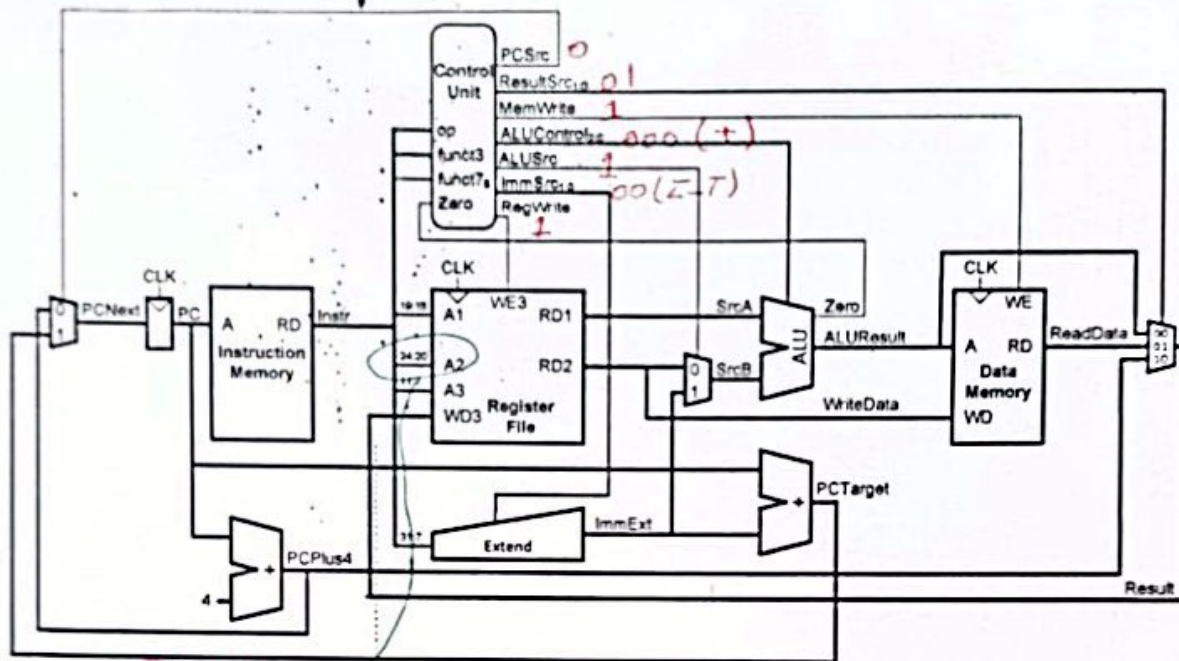 PCSrc 0
Control Unit
ResultSrc1:0 01
MemWrite 1
op
ALUControl2:0 000 (+)
funct3
ALUSrc 1
funct75
ImmSrc1:0 00 (I-T)
Zero
RegWrite
1
CLK
CLK
CLK
0
1
PCNext
PC
A
RD
Instr
Instruction Memory
19:15
A1
WE3
RD1
24:20
A2
RD2
11:7
A3
WD3
Register File
SrcA
0
1
SrcB
ALU
Zero
ALUResult
WE
A
RD
ReadData
Data Memory
WD
WriteData
00
01
10
31:7
Extend
ImmExt
+
PCTarget
+
PCPlus4
4
Result